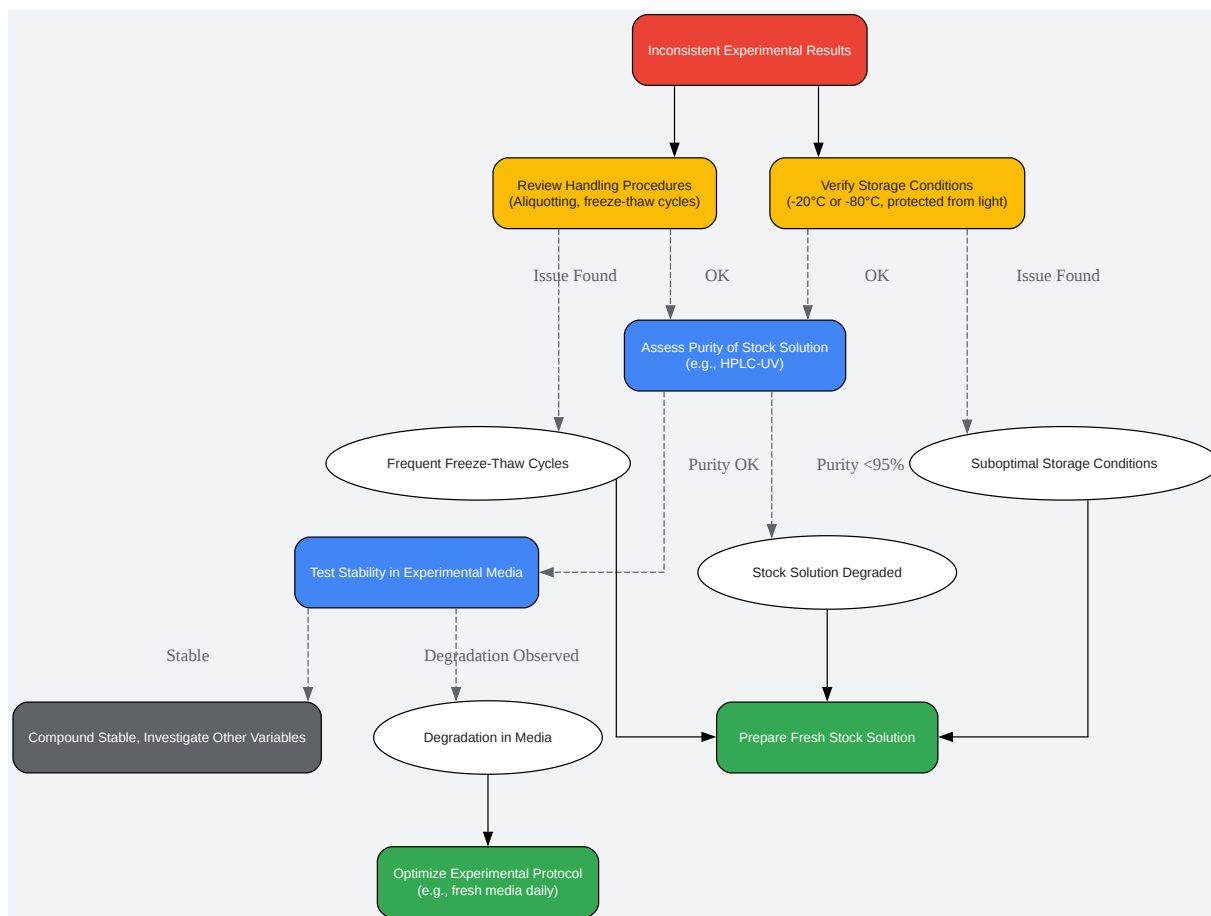 Inconsistent Experimental Results
Review Handling Procedures
(Aliquotting, freeze-thaw cycles)
Verify Storage Conditions
(-20°C or -80°C, protected from light)
Issue Found
OK
OK
Issue Found
Assess Purity of Stock Solution
(e.g., HPLC-UV)
Frequent Freeze-Thaw Cycles
Purity OK
Purity <95%
Suboptimal Storage Conditions
Test Stability in Experimental Media
Stock Solution Degraded
Stable
Degradation Observed
Compound Stable, Investigate Other Variables
Degradation in Media
Prepare Fresh Stock Solution
Optimize Experimental Protocol
(e.g., fresh media daily)